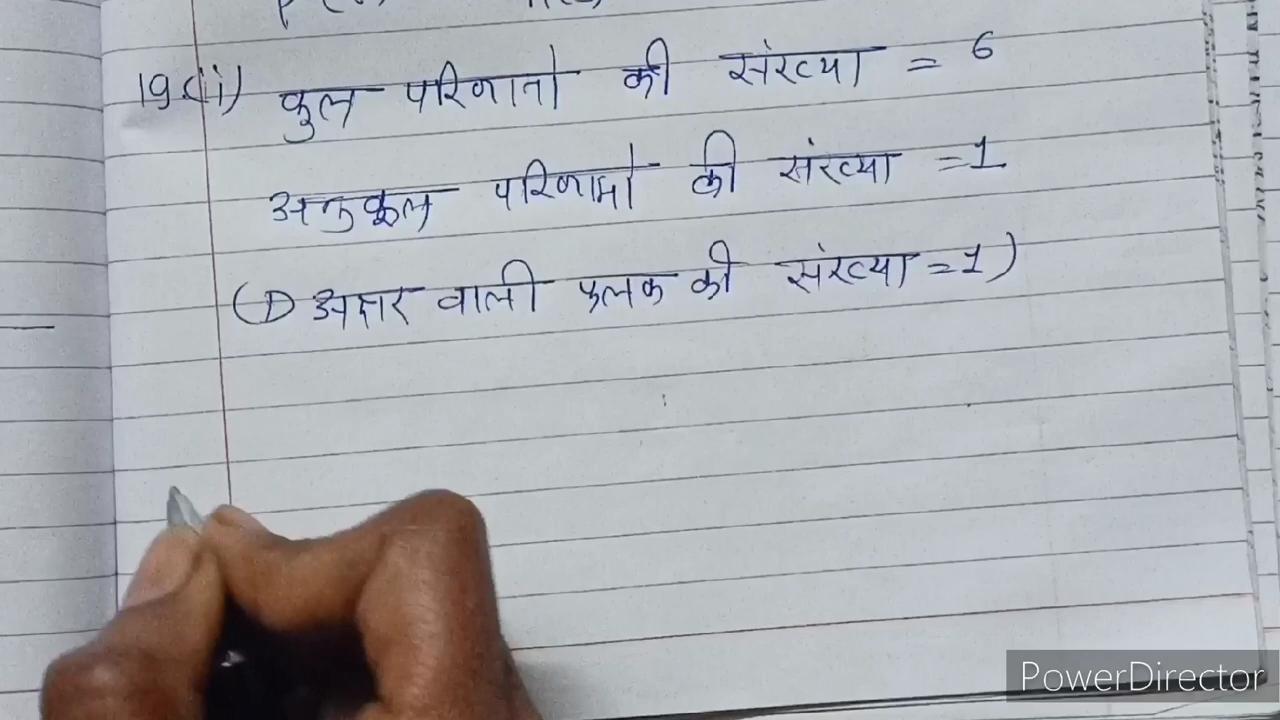 19.(ii) कुल परिणामो की संख्या = 6
अनुकूल परिणामो की संख्या = 1
(D अक्षर वाली फलक की संख्या = 1)
PowerDirector